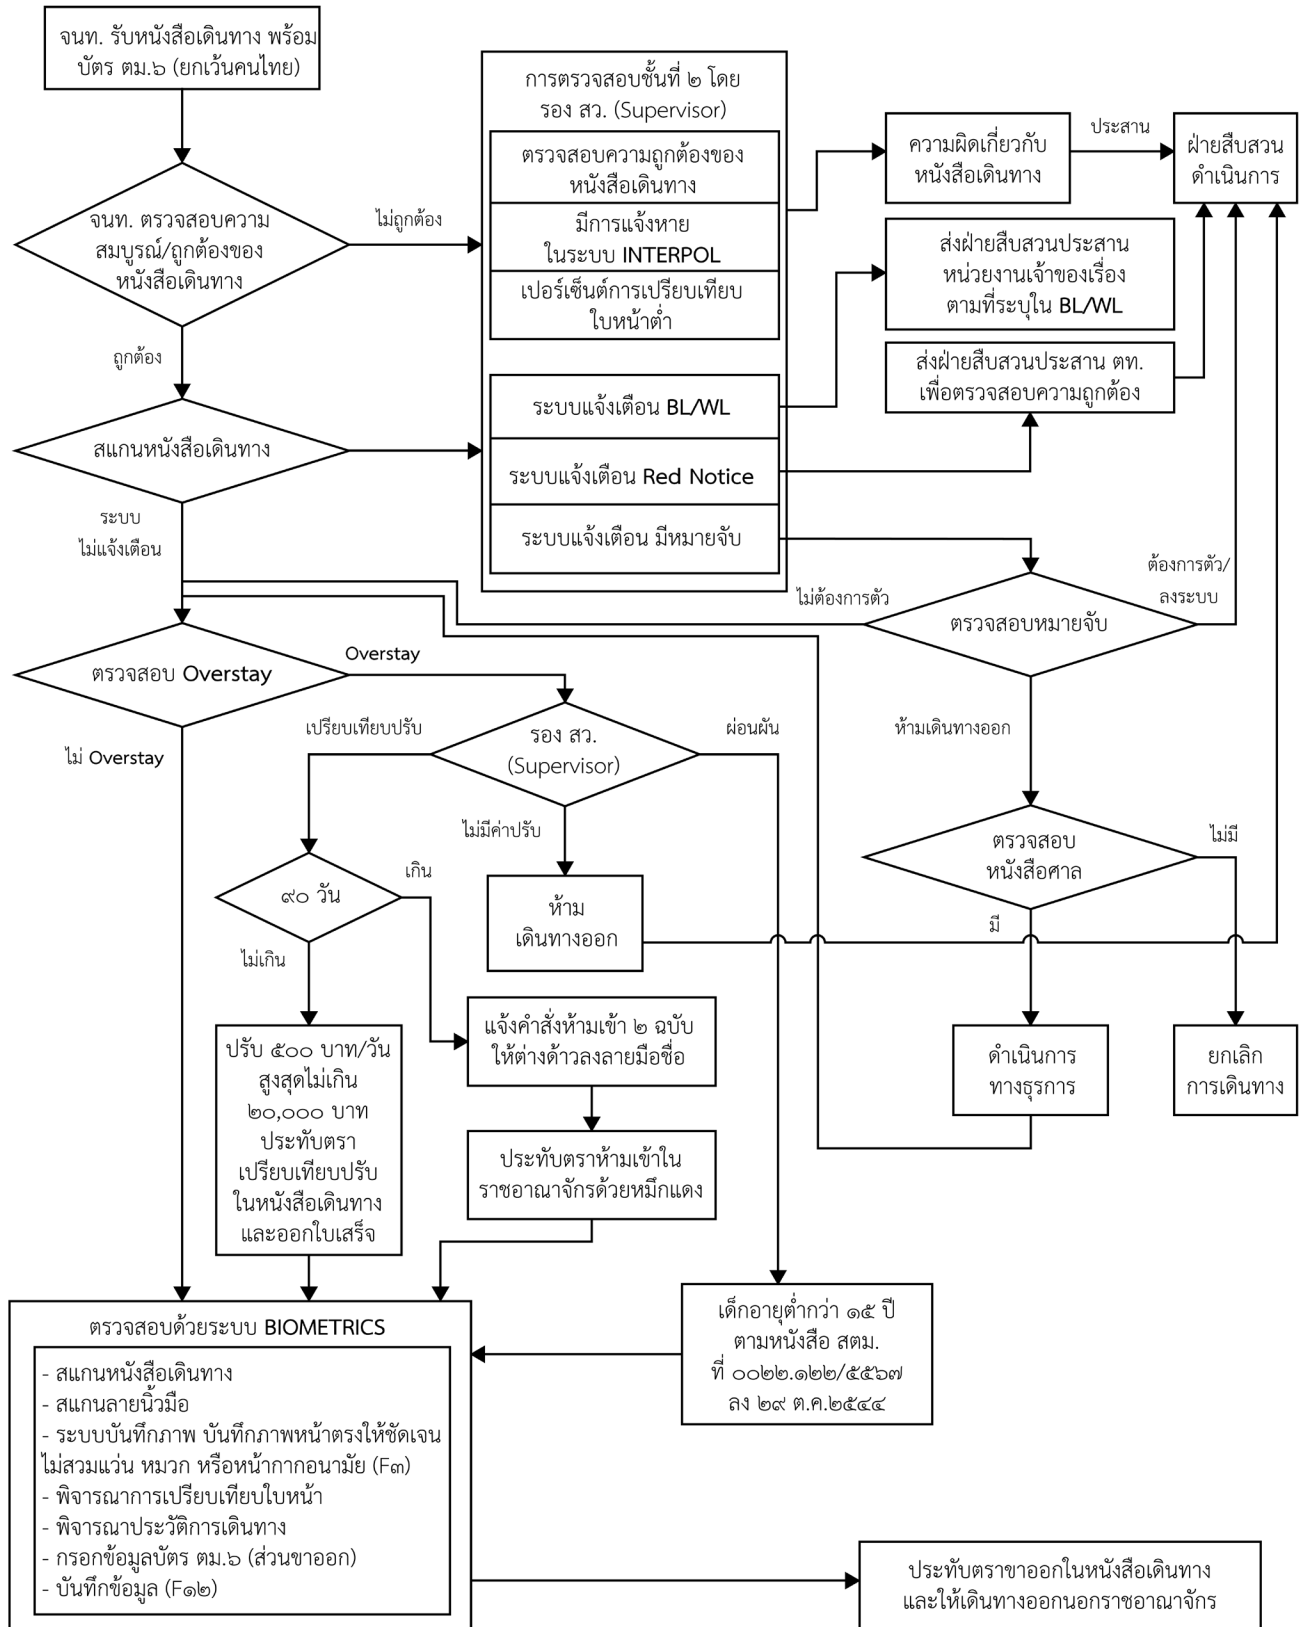 จนท. รับหนังสือเดินทาง พร้อม
บัตร ตม.๖ (ยกเว้นคนไทย)
จนท. ตรวจสอบความ
สมบูรณ์/ถูกต้องของ
หนังสือเดินทาง
ไม่ถูกต้อง
ถูกต้อง
สแกนหนังสือเดินทาง
ระบบ
ไม่แจ้งเตือน
การตรวจสอบชั้นที่ ๒ โดย
รอง สว. (Supervisor)
ตรวจสอบความถูกต้องของ
หนังสือเดินทาง
มีการแจ้งหาย
ในระบบ INTERPOL
เปอร์เซ็นต์การเปรียบเทียบ
ใบหน้าต่ำ
ระบบแจ้งเตือน BL/WL
ระบบแจ้งเตือน Red Notice
ระบบแจ้งเตือน มีหมายจับ
ความผิดเกี่ยวกับ
หนังสือเดินทาง
ประสาน
ฝ่ายสืบสวน
ดำเนินการ
ส่งฝ่ายสืบสวนประสาน
หน่วยงานเจ้าของเรื่อง
ตามที่ระบุใน BL/WL
ส่งฝ่ายสืบสวนประสาน ตท.
เพื่อตรวจสอบความถูกต้อง
ต้องการตัว/
ลงระบบ
ไม่ต้องการตัว
ตรวจสอบหมายจับ
ห้ามเดินทางออก
ตรวจสอบ
หนังสือศาล
ไม่มี
มี
ดำเนินการ
ทางธุรการ
ยกเลิก
การเดินทาง
ตรวจสอบ Overstay
Overstay
ไม่ Overstay
รอง สว.
(Supervisor)
เปรียบเทียบปรับ
ผ่อนผัน
ไม่มีค่าปรับ
ห้าม
เดินทางออก
๙๐ วัน
เกิน
ไม่เกิน
ปรับ ๕๐๐ บาท/วัน
สูงสุดไม่เกิน
๒๐,๐๐๐ บาท
ประทับตรา
เปรียบเทียบปรับ
ในหนังสือเดินทาง
และออกใบเสร็จ
แจ้งคำสั่งห้ามเข้า ๒ ฉบับ
ให้ต่างด้าวลงลายมือชื่อ
ประทับตราห้ามเข้าใน
ราชอาณาจักรด้วยหมึกแดง
เด็กอายุต่ำกว่า ๑๕ ปี
ตามหนังสือ สตม.
ที่ ๐๐๒๒.๑๒๒/๕๕๖๗
ลง ๒๙ ต.ค.๒๕๔๔
ตรวจสอบด้วยระบบ BIOMETRICS
- สแกนหนังสือเดินทาง
- สแกนลายนิ้วมือ
- ระบบบันทึกภาพ บันทึกภาพหน้าตรงให้ชัดเจน
ไม่สวมแว่น หมวก หรือหน้ากากอนามัย (F๓)
- พิจารณาการเปรียบเทียบใบหน้า
- พิจารณาประวัติการเดินทาง
- กรอกข้อมูลบัตร ตม.๖ (ส่วนขาออก)
- บันทึกข้อมูล (F๑๒)
ประทับตราขาออกในหนังสือเดินทาง
และให้เดินทางออกนอกราชอาณาจักร